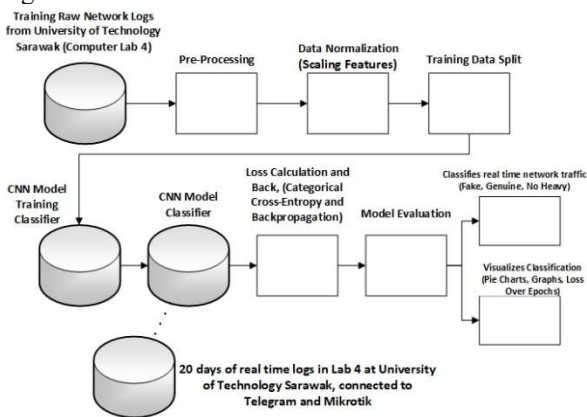 Training Raw Network Logs
from University of Technology
Sarawak (Computer Lab 4)
Pre-Processing
Data Normalization
(Scaling Features)
Training Data Split
CNN Model
Training
Classifier
CNN Model
Classifier
Loss Calculation and
Back, (Categorical
Cross-Entropy and
Backpropagation)
Model Evaluation
Classifies real time network traffic
(Fake, Genuine, No Heavy)
Visualizes Classification
(Pie Charts, Graphs, Loss
Over Epochs)
20 days of real time logs in Lab 4 at University
of Technology Sarawak, connected to
Telegram and Mikrotik